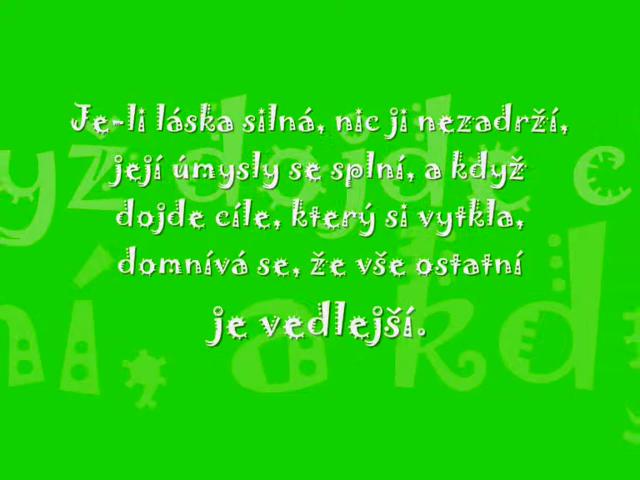 Je-li láska silná, nic ji nezadrží,
její úmysly se splní, a když
dojde cíle, který si vytkla,
domnívá se, že vše ostatní
je vedlejší.